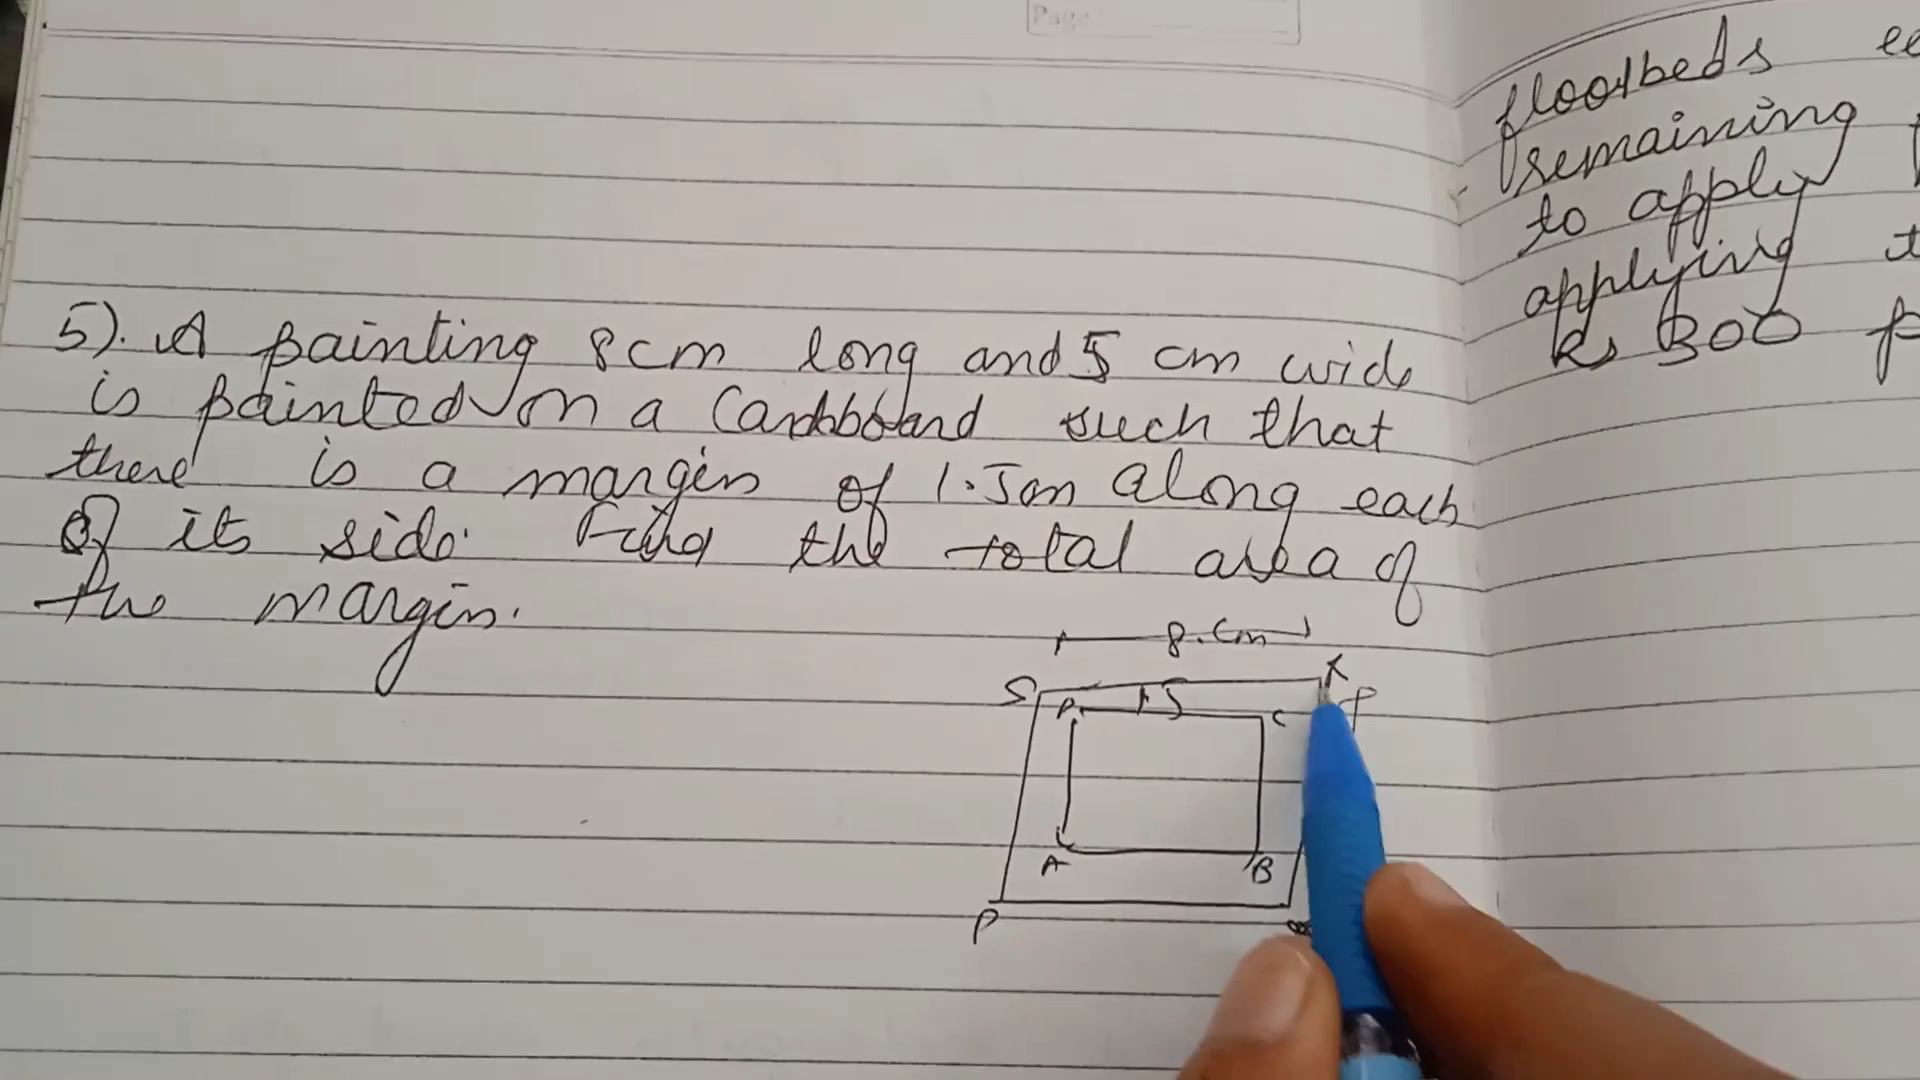 Page:
5). A painting 8cm long and 5 cm wide
is painted on a Cardboard such that
there is a margin of 1.5cm along each
of its side. Find the total area of
the margin.
8 cm
S R
1.5
D C
A B
P
remaining
to apply
applying
Rs 300